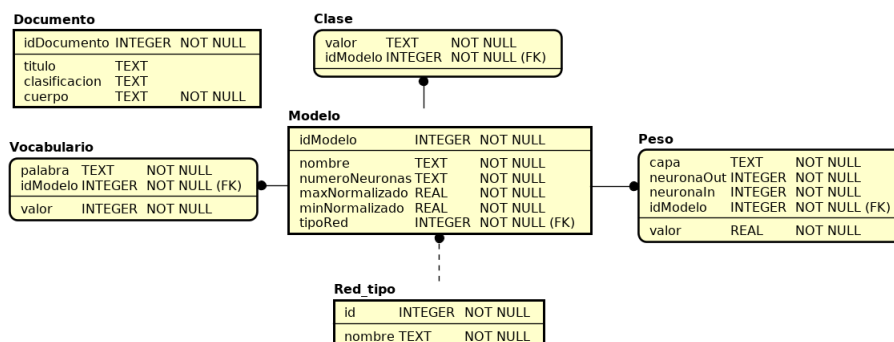 Documento
idDocumento INTEGER NOT NULL
titulo TEXT
clasificacion TEXT
cuerpo TEXT NOT NULL
Clase
valor TEXT NOT NULL
idModelo INTEGER NOT NULL (FK)
Modelo
idModelo INTEGER NOT NULL
nombre TEXT NOT NULL
numeroNeuronas TEXT NOT NULL
maxNormalizado REAL NOT NULL
minNormalizado REAL NOT NULL
tipoRed INTEGER NOT NULL (FK)
Vocabulario
palabra TEXT NOT NULL
idModelo INTEGER NOT NULL (FK)
valor INTEGER NOT NULL
Peso
capa TEXT NOT NULL
neuronaOut INTEGER NOT NULL
neuronaIn INTEGER NOT NULL
idModelo INTEGER NOT NULL (FK)
valor REAL NOT NULL
Red_tipo
id INTEGER NOT NULL
nombre TEXT NOT NULL